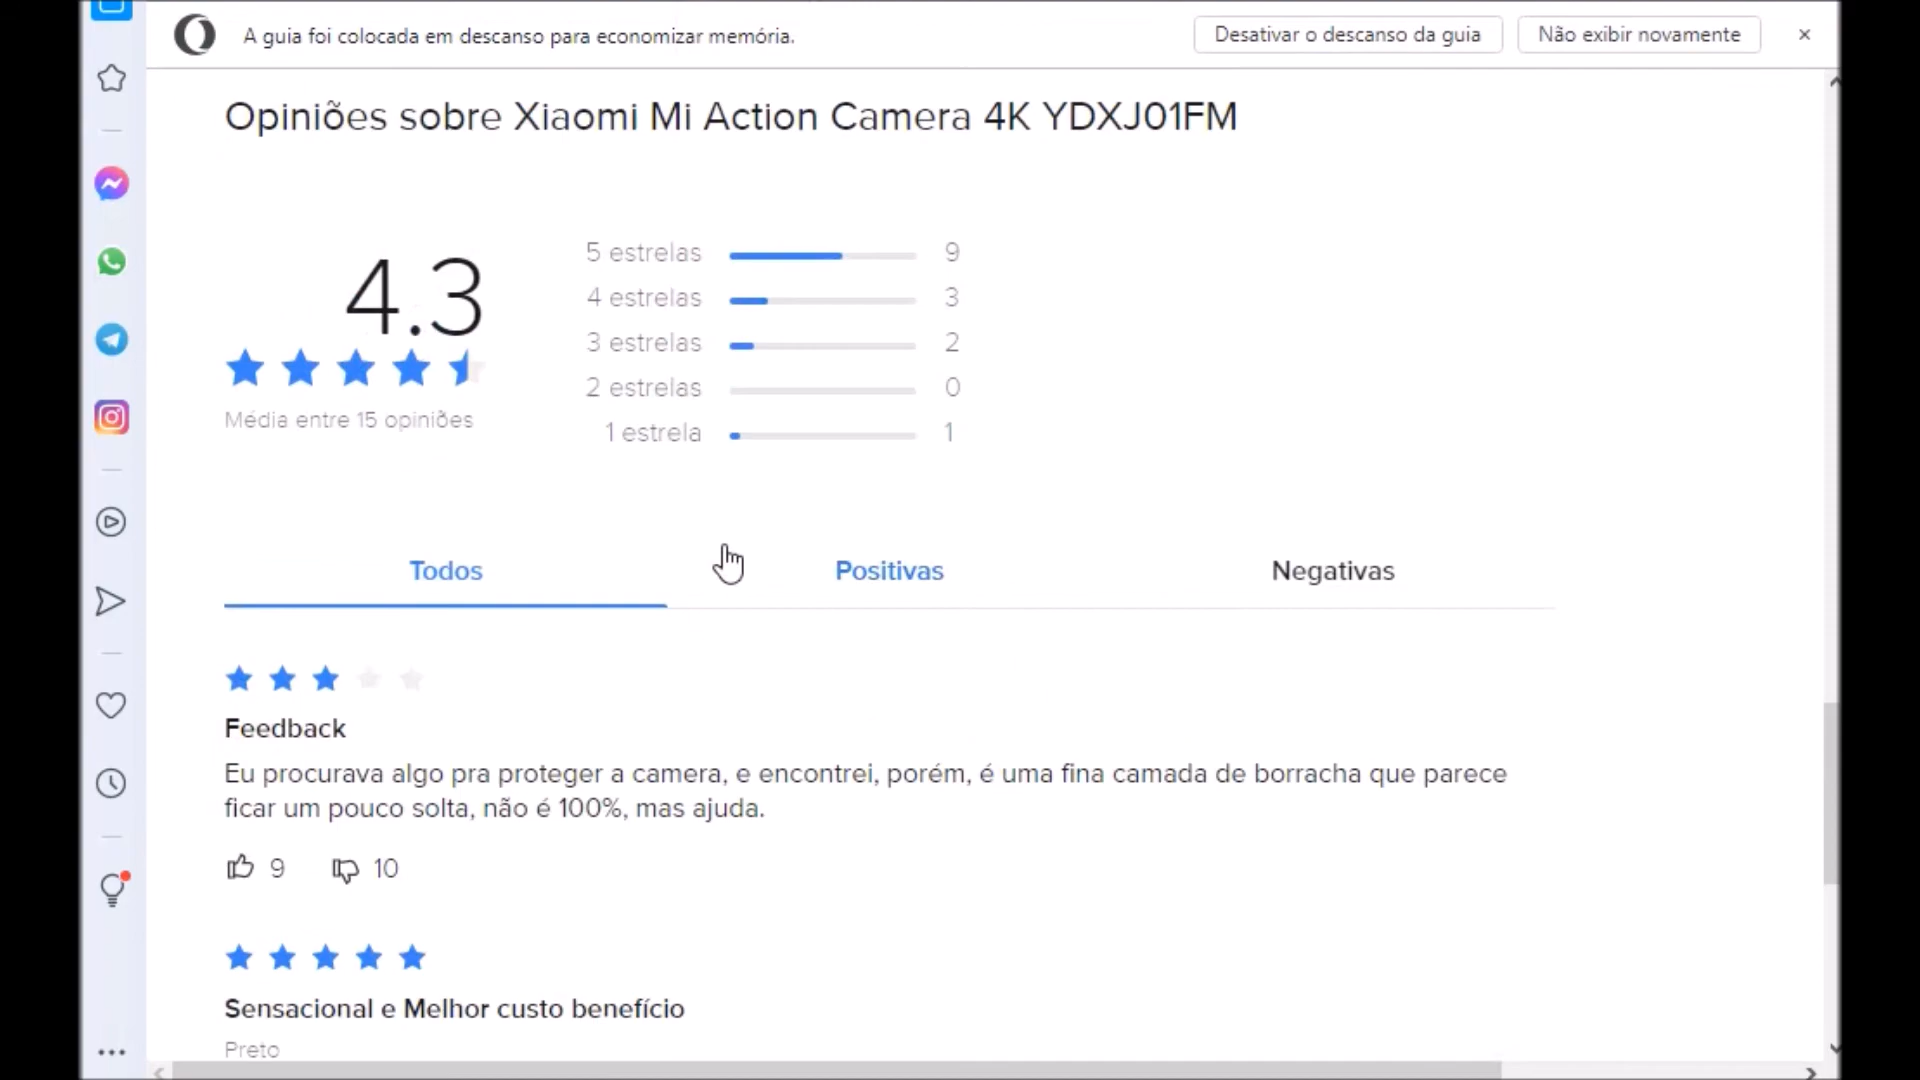 A guia foi colocada em descanso para economizar memória.
Desativar o descanso da guia
Não exibir novamente
Opiniões sobre Xiaomi Mi Action Camera 4K YDXJ01FM
4.3
Média entre 15 opiniões
5 estrelas 9
4 estrelas 3
3 estrelas 2
2 estrelas 0
1 estrela 1
Todos
Positivas
Negativas
Feedback
Eu procurava algo pra proteger a camera, e encontrei, porém, é uma fina camada de borracha que parece
ficar um pouco solta, não é 100%, mas ajuda.
9 10
Sensacional e Melhor custo benefício
Preto